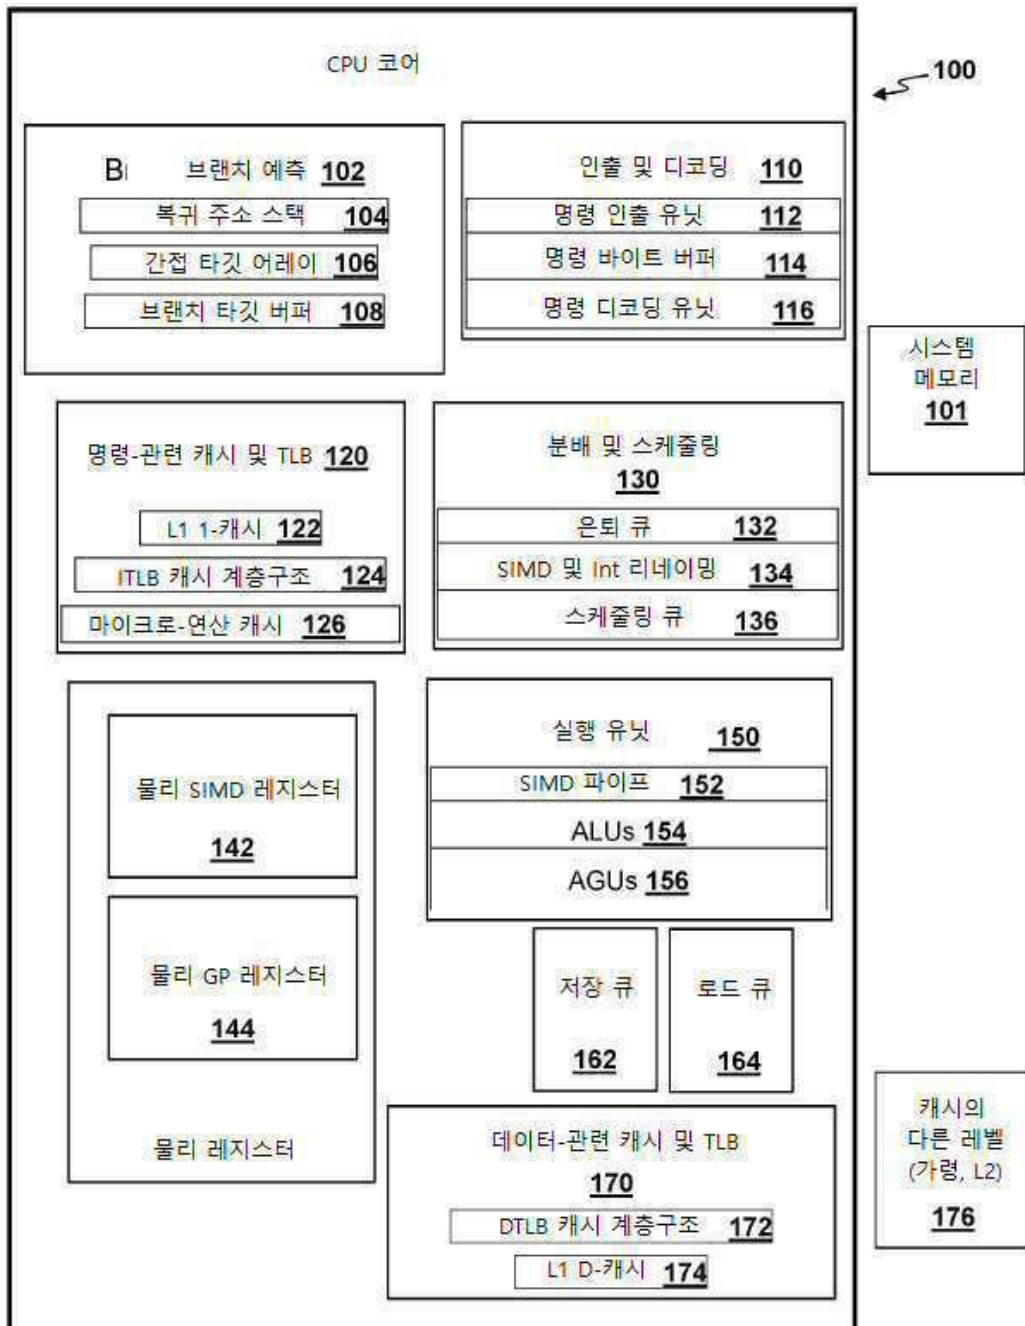 CPU 코어
100
B 브랜치 예측 102
복귀 주소 스택 104
간접 타깃 어레이 106
브랜치 타깃 버퍼 108
인출 및 디코딩 110
명령 인출 유닛 112
명령 바이트 버퍼 114
명령 디코딩 유닛 116
시스템
메모리
101
명령-관련 캐시 및 TLB 120
L1 1-캐시 122
ITLB 캐시 계층구조 124
마이크로-연산 캐시 126
분배 및 스케줄링
130
은퇴 큐 132
SIMD 및 Int 리네이밍 134
스케줄링 큐 136
물리 SIMD 레지스터
142
물리 GP 레지스터
144
물리 레지스터
실행 유닛 150
SIMD 파이프 152
ALUs 154
AGUs 156
저장 큐
162
로드 큐
164
데이터-관련 캐시 및 TLB
170
DTLB 캐시 계층구조 172
L1 D-캐시 174
캐시의
다른 레벨
(가령, L2)
176